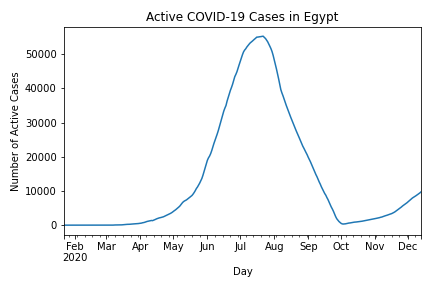 Active COVID-19 Cases in Egypt
Number of Active Cases
50000
40000
30000
20000
10000
0
Feb Mar Apr May Jun Jul Aug Sep Oct Nov Dec
2020
Day